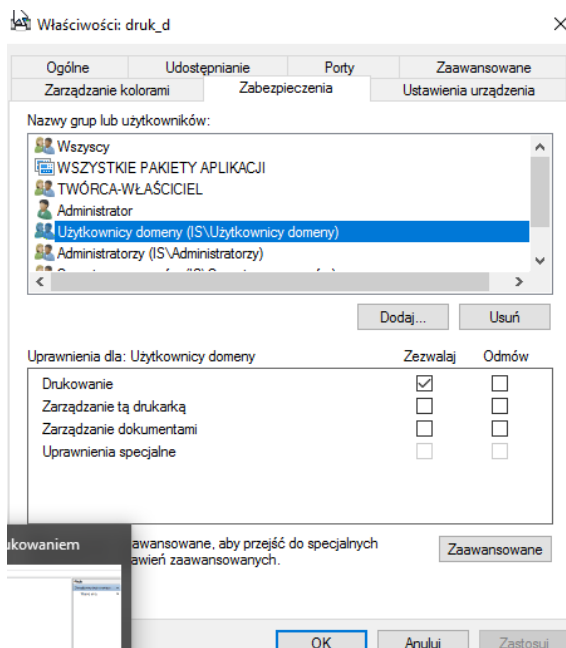 Właściwości: druk_d
Ogólne Udostępnianie Porty Zaawansowane
Zarządzanie kolorami Zabezpieczenia Ustawienia urządzenia
Nazwy grup lub użytkowników:
Wszyscy
WSZYSTKIE PAKIETY APLIKACJI
TWÓRCA-WŁAŚCICIEL
Administrator
Użytkownicy domeny (IS\Użytkownicy domeny)
Administratorzy (IS\Administratorzy)
Dodaj... Usuń
Uprawnienia dla: Użytkownicy domeny Zezwalaj Odmów
Drukowanie
Zarządzanie tą drukarką
Zarządzanie dokumentami
Uprawnienia specjalne
ukowaniem
awansowane, aby przejść do specjalnych
awień zaawansowanych.
Zaawansowane
OK Anuluj Zastosuj